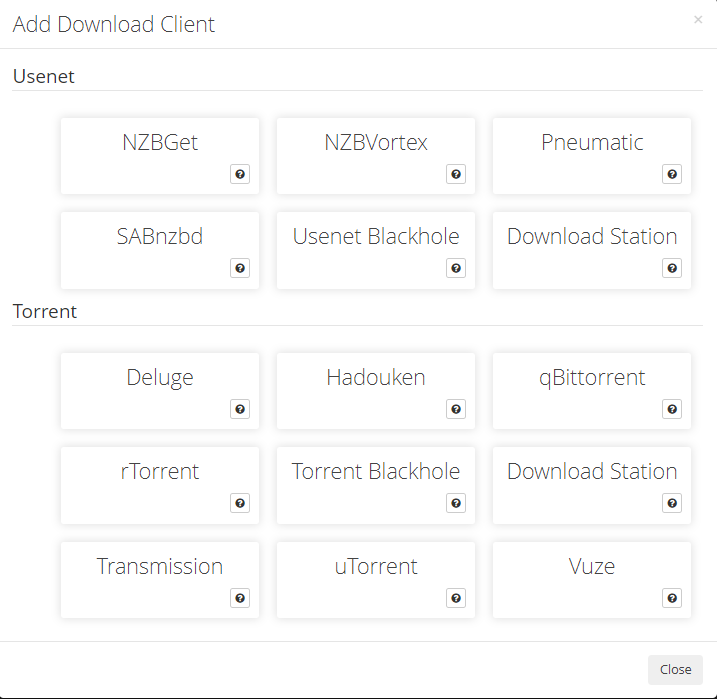 Add Download Client
×
Usenet
NZBGet
NZBVortex
Pneumatic
?
?
?
SABnzbd
Usenet Blackhole
Download Station
?
?
?
Torrent
Deluge
Hadouken
qBittorrent
?
?
?
rTorrent
Torrent Blackhole
Download Station
?
?
?
Transmission
uTorrent
Vuze
?
?
?
Close